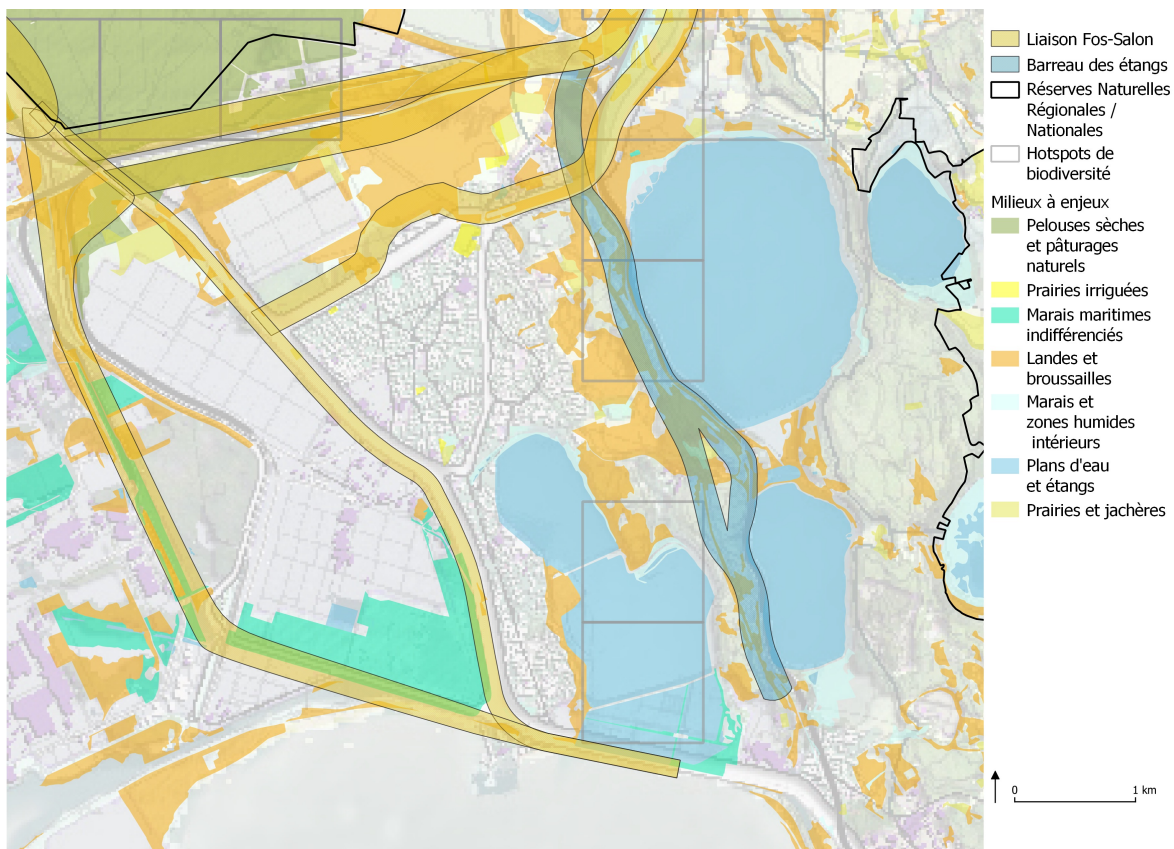 Liaison Fos-Salon
Barreau des étangs
Réserves Naturelles
Régionales /
Nationales
Hotspots de
biodiversité
Milieux à enjeux
Pelouses sèches
et pâturages
naturels
Prairies irriguées
Marais maritimes
indifférenciés
Landes et
broussailles
Marais et
zones humides
intérieurs
Plans d'eau
et étangs
Prairies et jachères
0 1 km